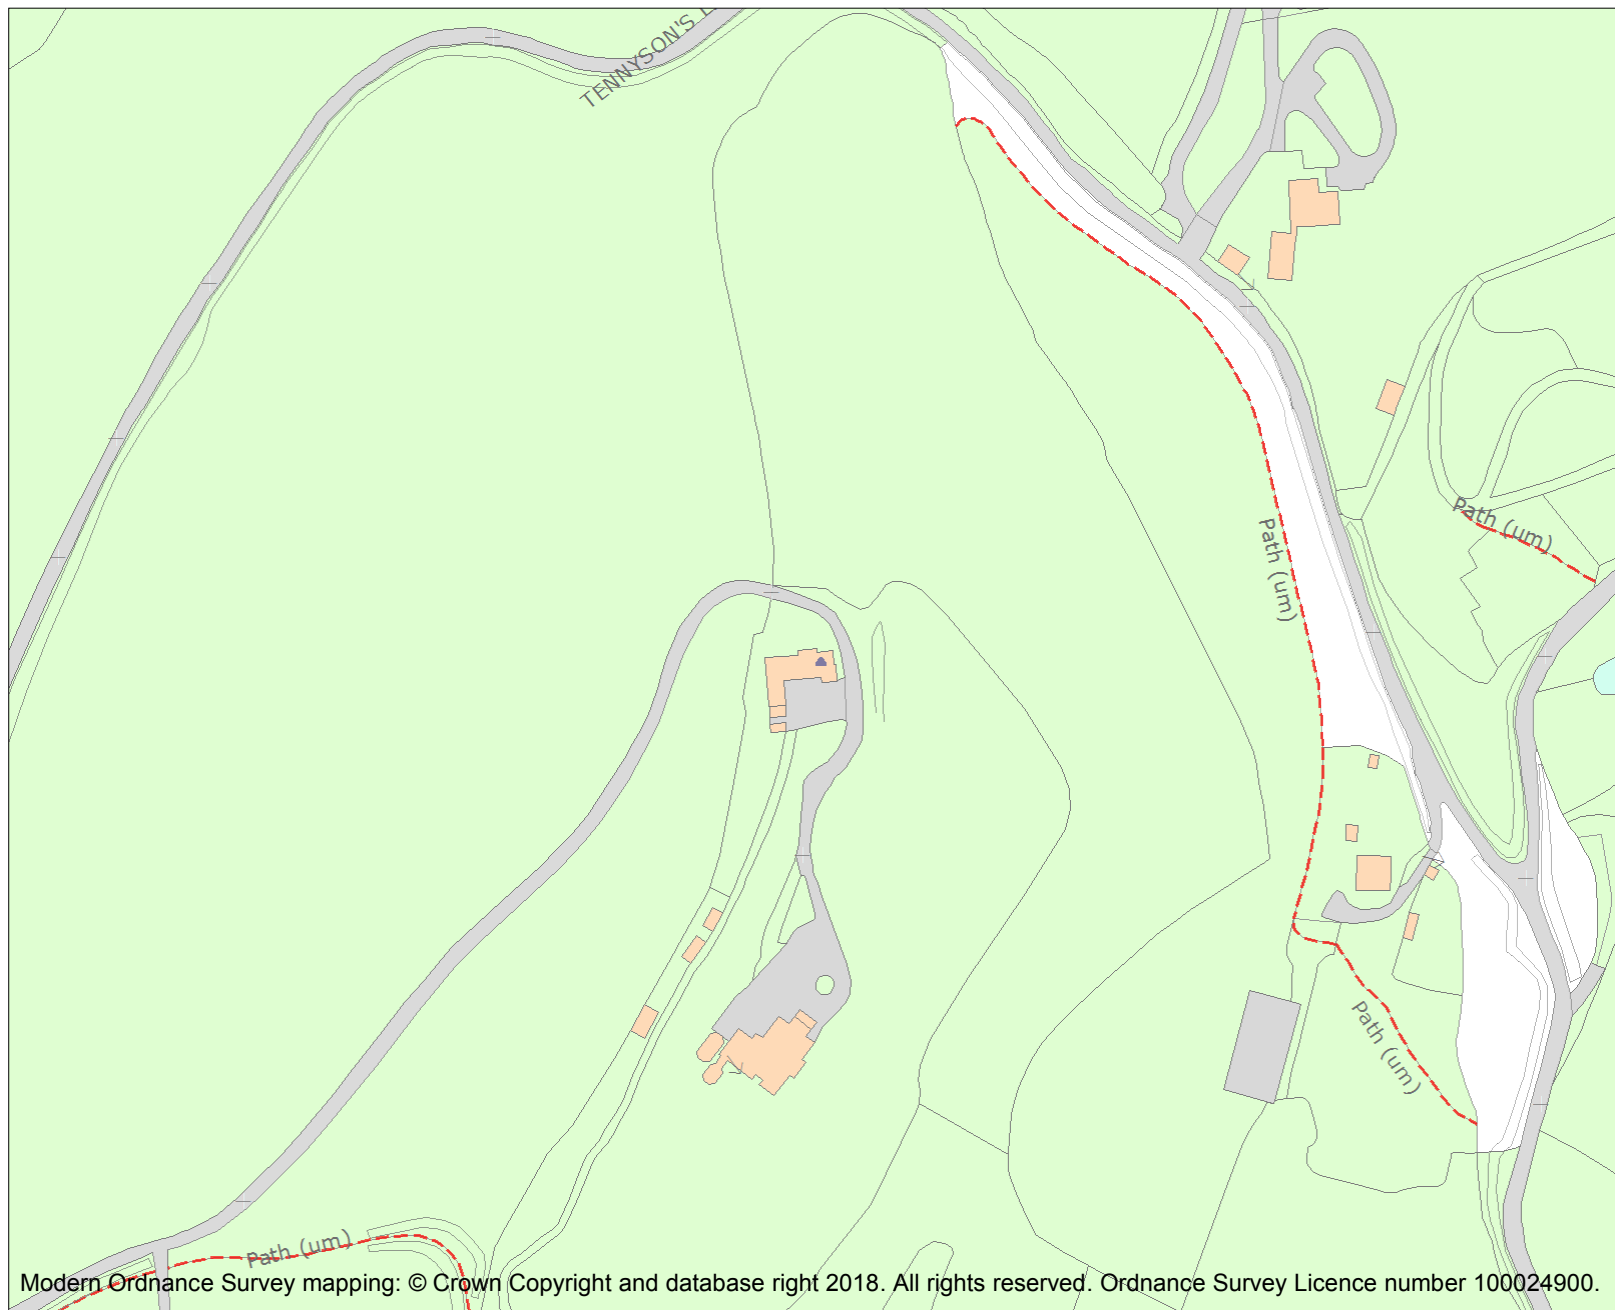 TENNYSON'S
Path (um)
Path (um)
Path (um)
Path (um)
Modern Ordnance Survey mapping: © Crown Copyright and database right 2018. All rights reserved. Ordnance Survey Licence number 100024900.